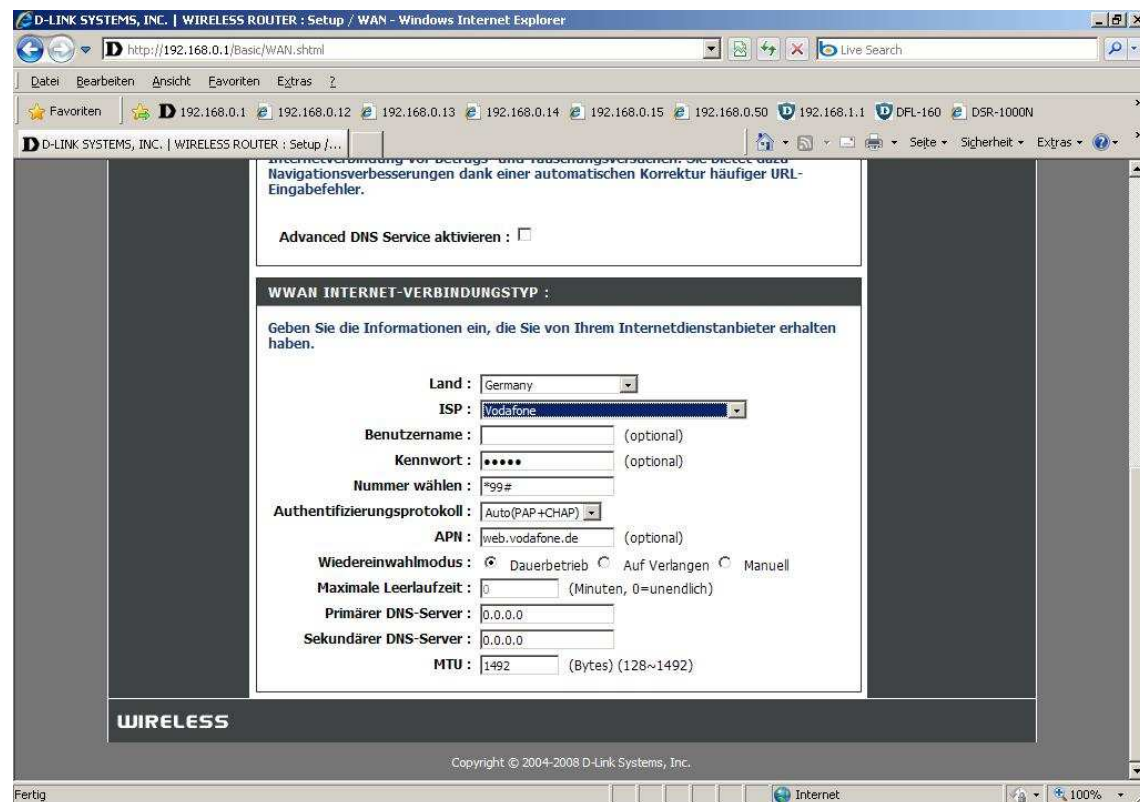 D-LINK SYSTEMS, INC. | WIRELESS ROUTER : Setup / WAN - Windows Internet Explorer
http://192.168.0.1/Basic/WAN.shtml
Live Search
Datei Bearbeiten Ansicht Favoriten Extras ?
Favoriten 192.168.0.1 192.168.0.12 192.168.0.13 192.168.0.14 192.168.0.15 192.168.0.50 192.168.1.1 DFL-160 DSR-1000N
D-LINK SYSTEMS, INC. | WIRELESS ROUTER : Setup /... Seite Sicherheit Extras
Internetverbindung vor Betrugs- und Täuschungsversuchen. Sie bietet dazu
Navigationsverbesserungen dank einer automatischen Korrektur häufiger URL-
Eingabefehler.
Advanced DNS Service aktivieren :
WWAN INTERNET-VERBINDUNGSTYP :
Geben Sie die Informationen ein, die Sie von Ihrem Internetdienstanbieter erhalten
haben.
Land : Germany
ISP : Vodafone
Benutzername : (optional)
Kennwort : ••••• (optional)
Nummer wählen : *99#
Authentifizierungsprotokoll : Auto(PAP+CHAP)
APN : web.vodafone.de (optional)
Wiedereinwahlmodus : Dauerbetrieb Auf Verlangen Manuell
Maximale Leerlaufzeit : 0 (Minuten, 0=unendlich)
Primärer DNS-Server : 0.0.0.0
Sekundärer DNS-Server : 0.0.0.0
MTU : 1492 (Bytes) (128~1492)
WIRELESS
Copyright © 2004-2008 D-Link Systems, Inc.
Fertig Internet 100%